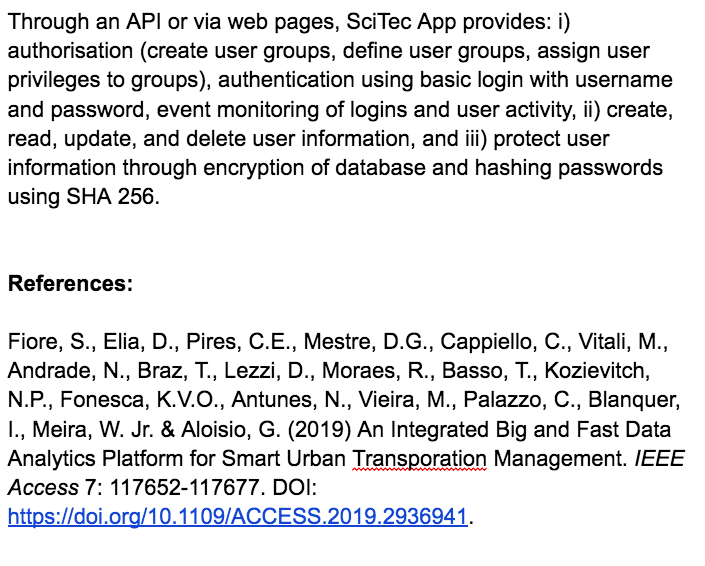 Through an API or via web pages, SciTec App provides: i)
authorisation (create user groups, define user groups, assign user
privileges to groups), authentication using basic login with username
and password, event monitoring of logins and user activity, ii) create,
read, update, and delete user information, and iii) protect user
information through encryption of database and hashing passwords
using SHA 256.
References:
Fiore, S., Elia, D., Pires, C.E., Mestre, D.G., Cappiello, C., Vitali, M.,
Andrade, N., Braz, T., Lezzi, D., Moraes, R., Basso, T., Kozievitch,
N.P., Fonesca, K.V.O., Antunes, N., Vieira, M., Palazzo, C., Blanquer,
I., Meira, W. Jr. & Aloisio, G. (2019) An Integrated Big and Fast Data
Analytics Platform for Smart Urban Transporation Management. IEEE
Access 7: 117652-117677. DOI:
https://doi.org/10.1109/ACCESS.2019.2936941.